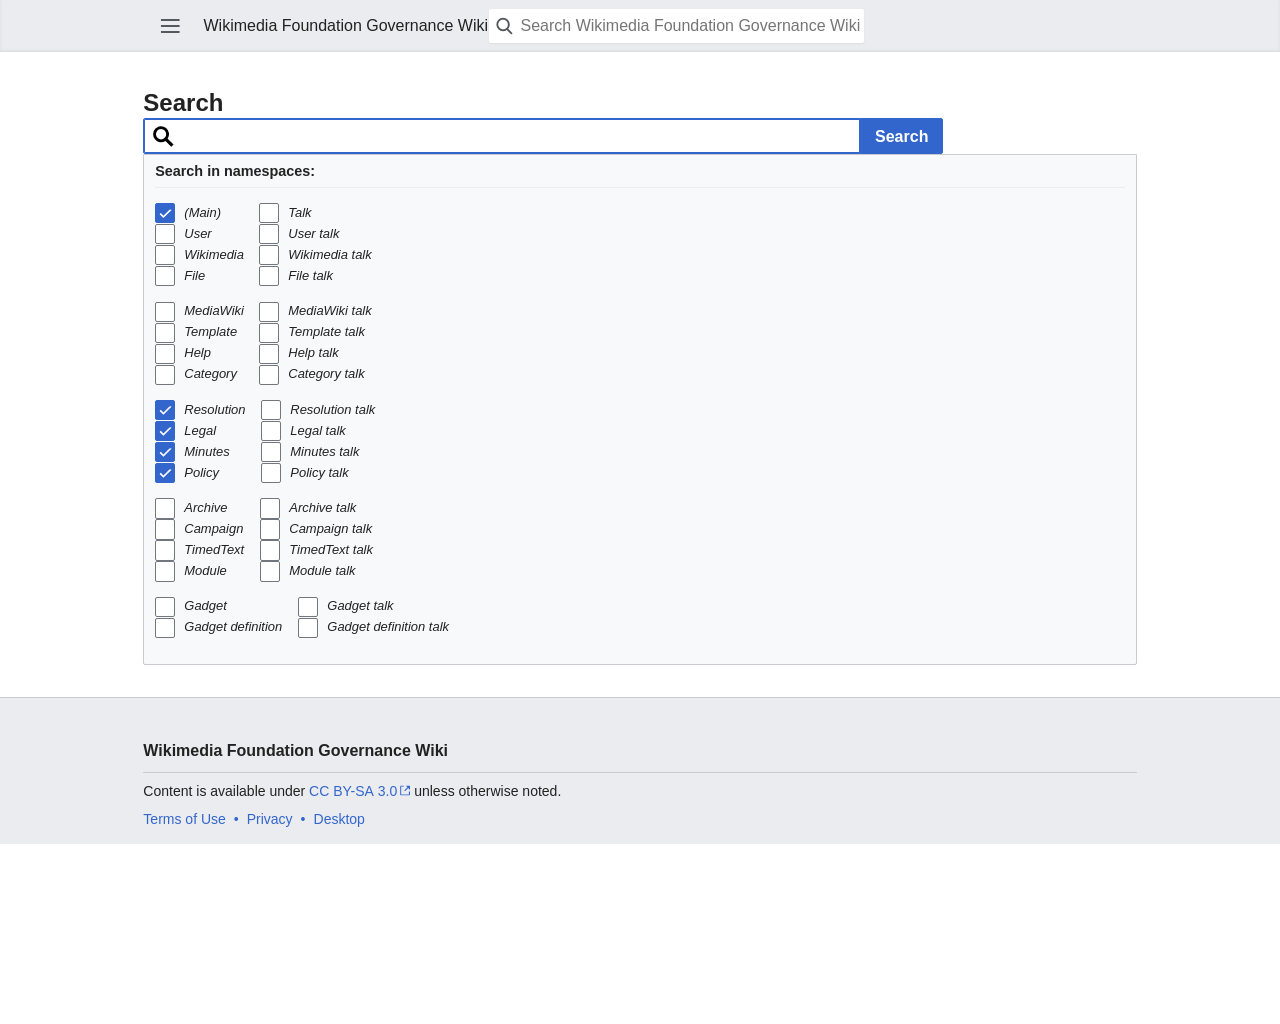 Wikimedia Foundation Governance Wiki
Search Wikimedia Foundation Governance Wiki
Search
Search
Search in namespaces:
(Main) Talk
User User talk
Wikimedia Wikimedia talk
File File talk
MediaWiki MediaWiki talk
Template Template talk
Help Help talk
Category Category talk
Resolution Resolution talk
Legal Legal talk
Minutes Minutes talk
Policy Policy talk
Archive Archive talk
Campaign Campaign talk
TimedText TimedText talk
Module Module talk
Gadget Gadget talk
Gadget definition Gadget definition talk
Wikimedia Foundation Governance Wiki
Content is available under CC BY-SA 3.0 unless otherwise noted.
Terms of Use • Privacy • Desktop